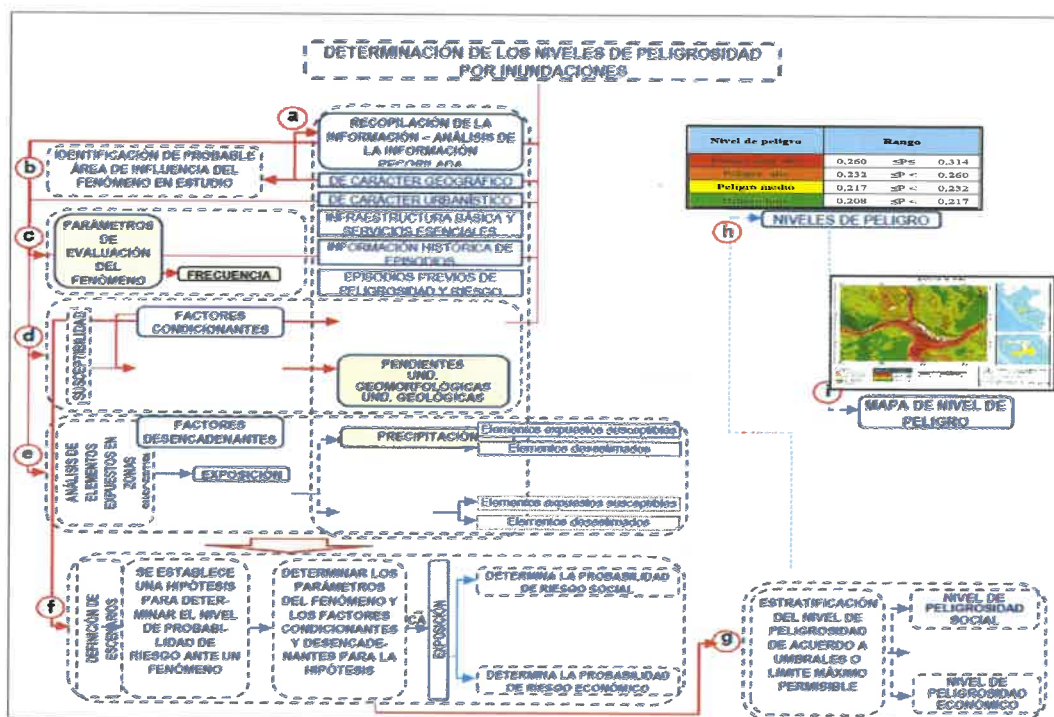 DETERMINACIÓN DE LOS NIVELES DE PELIGROSIDAD
POR INUNDACIONES
a
RECOPILACIÓN DE LA
INFORMACIÓN – ANÁLISIS DE
LA INFORMACIÓN
b
IDENTIFICACIÓN DE PROBABLE
ÁREA DE INFLUENCIA DEL
FENÓMENO EN ESTUDIO
DE CARÁCTER GEOGRÁFICO
DE CARÁCTER URBANÍSTICO
INFRAESTRUCTURA BÁSICA Y
SERVICIOS ESENCIALES
INFORMACIÓN HISTÓRICA DE
EPISODIOS
EPISODIOS PREVIOS DE
PELIGROSIDAD Y RIESGO
c
PARÁMETROS
DE
EVALUACIÓN
DEL
FENÓMENO
FRECUENCIA
d
SUSCEPTIBILIDAD
FACTORES
CONDICIONANTES
PENDIENTES
UND.
GEOMORFOLÓGICAS
UND. GEOLÓGICAS
e
ANÁLISIS DE
ELEMENTOS
EXPUESTOS EN
ZONAS
FACTORES
DESENCADENANTES
EXPOSICIÓN
PRECIPITACIÓN
Elementos expuestos susceptibles
Elementos desestimados
Elementos expuestos susceptibles
Elementos desestimados
f
DEFINICIÓN DE
ESCENARIOS
SE ESTABLECE
UNA HIPÓTESIS
PARA DETER-
MINAR EL NIVEL
DE PROBABI-
LIDAD DE
RIESGO ANTE UN
FENÓMENO
DETERMINAR LOS
PARÁMETROS
DEL FENÓMENO Y
LOS FACTORES
CONDICIONANTES
Y DESENCADE-
NANTES PARA LA
HIPÓTESIS
ICA
EXPOSICIÓN
DETERMINA LA PROBABILIDAD
DE RIESGO SOCIAL
DETERMINA LA PROBABILIDAD
DE RIESGO ECONÓMICO
g
ESTRATIFICACIÓN
DEL NIVEL DE
PELIGROSIDAD
DE ACUERDO A
UMBRALES O
LIMITE MÁXIMO
PERMISIBLE
NIVEL DE
PELIGROSIDAD
SOCIAL
NIVEL DE
PELIGROSIDAD
ECONÓMICO
Nivel de peligro Rango
0,260 ≤P≤ 0,314
Peligro alto 0,232 ≤P < 0,260
Peligro medio 0,217 ≤P < 0,232
0,208 ≤P < 0,217
h
NIVELES DE PELIGRO
i
MAPA DE NIVEL DE
PELIGRO